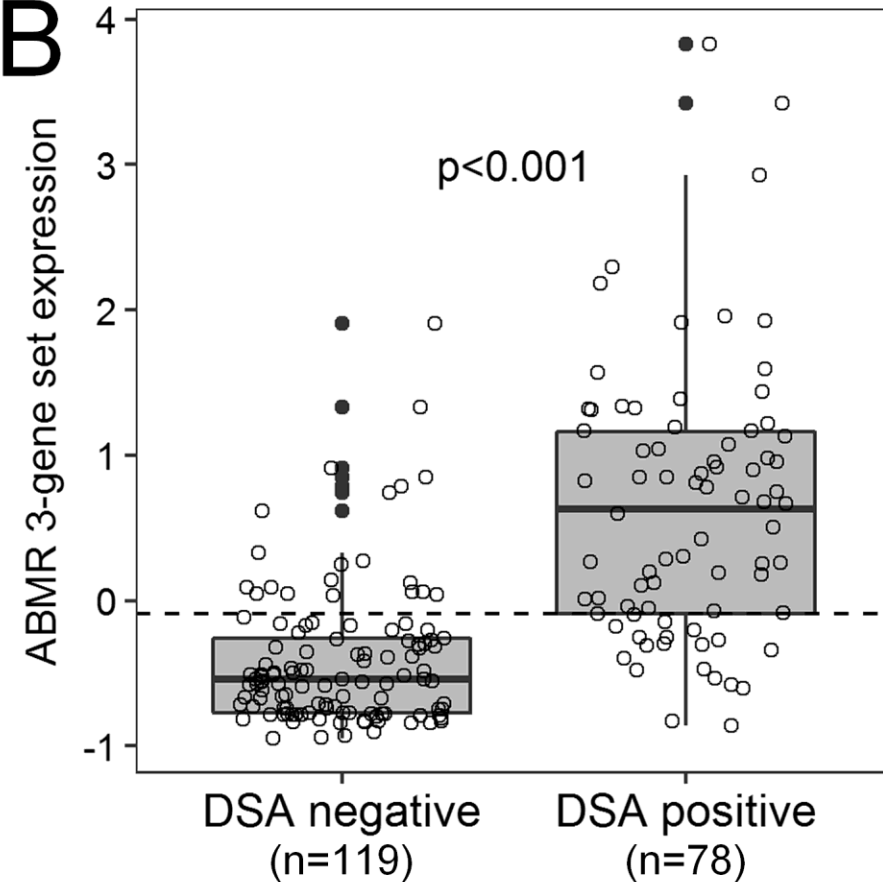 B
ABMR 3-gene set expression
4
3
2
1
0
-1
p<0.001
DSA negative
(n=119)
DSA positive
(n=78)